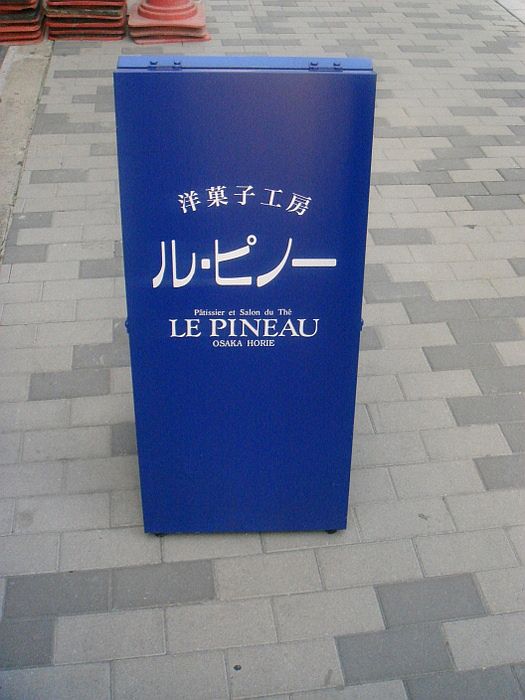 洋菓子工房
ル・ピノー
Pâtissier et Salon du Thé
LE PINEAU
OSAKA HORIE